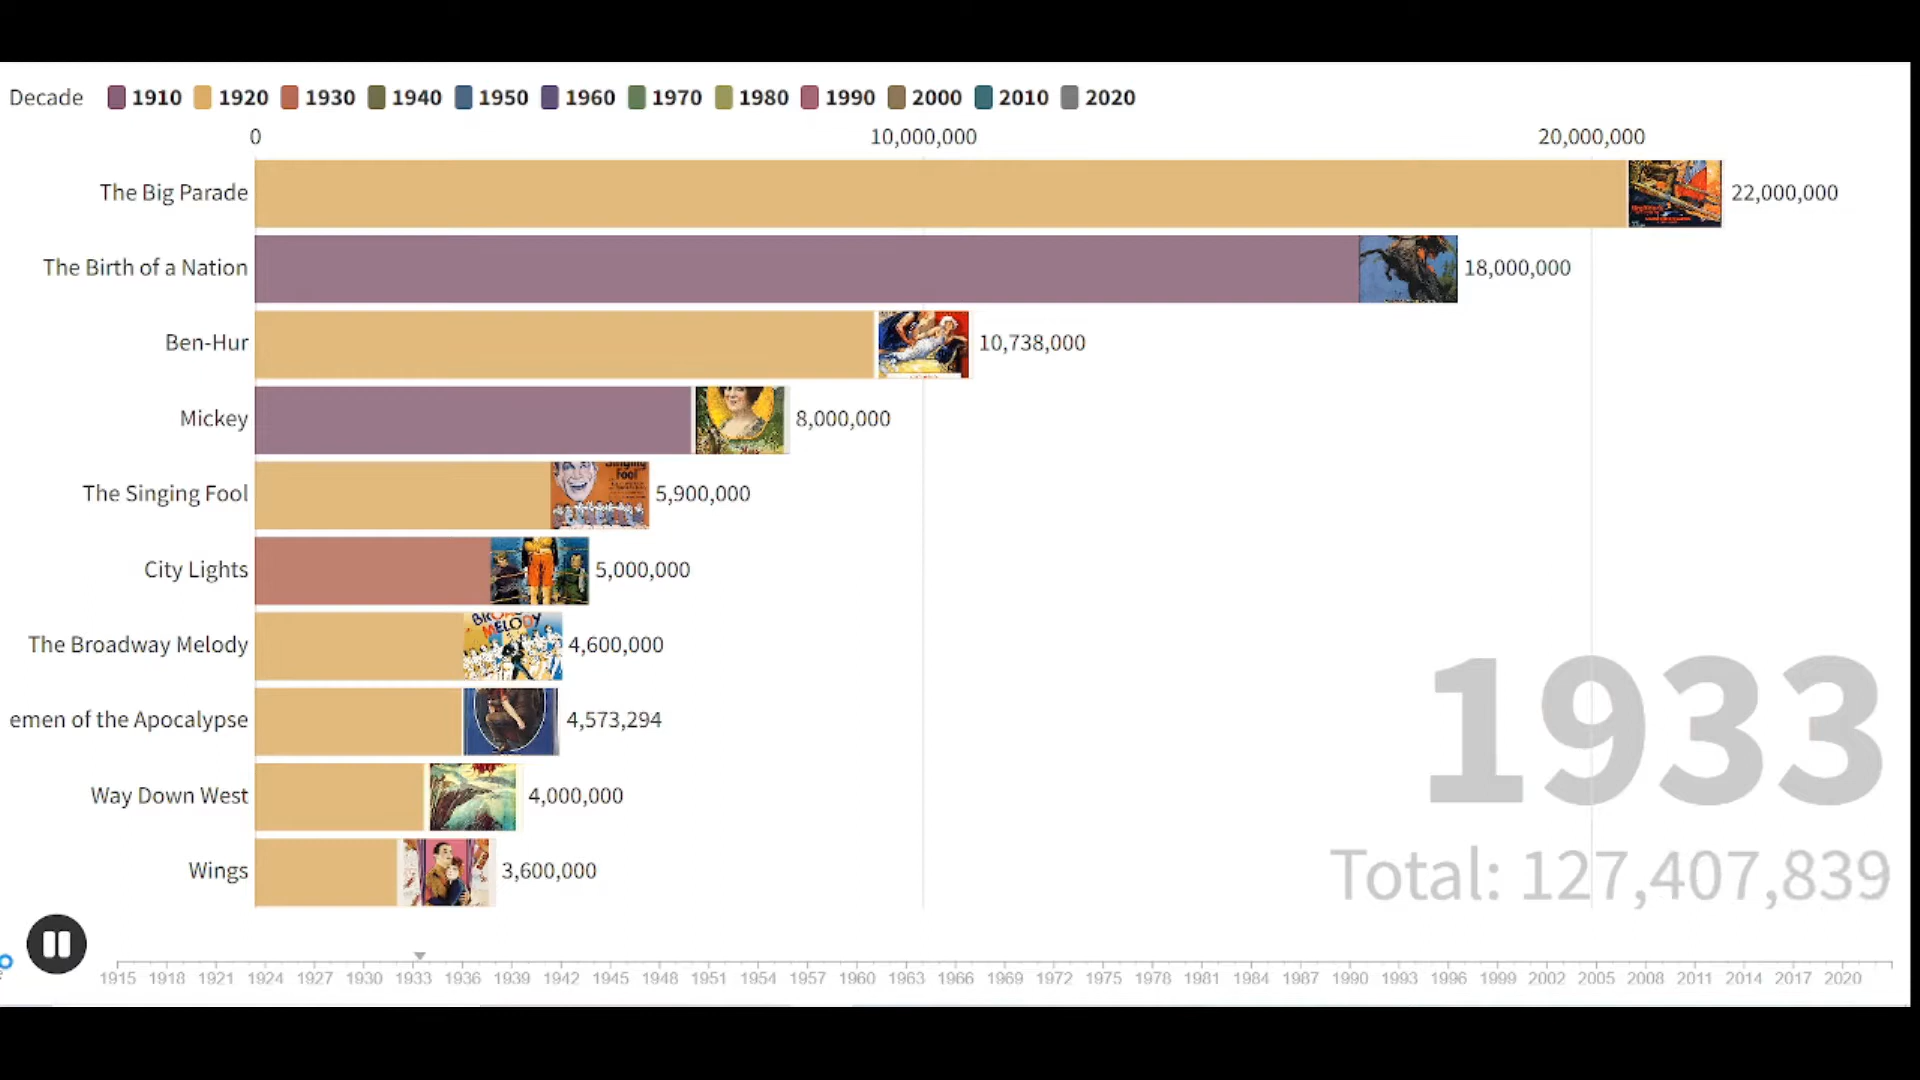 Decade 1910 1920 1930 1940 1950 1960 1970 1980 1990 2000 2010 2020
0 10,000,000 20,000,000
The Big Parade 22,000,000
The Birth of a Nation 18,000,000
Ben-Hur 10,738,000
Mickey 8,000,000
The Singing Fool Singing Fool 5,900,000
City Lights 5,000,000
The Broadway Melody MELODY 4,600,000
emen of the Apocalypse 4,573,294
Way Down West 4,000,000
Wings 3,600,000
1933
Total: 127,407,839
1915 1918 1921 1924 1927 1930 1933 1936 1939 1942 1945 1948 1951 1954 1957 1960 1963 1966 1969 1972 1975 1978 1981 1984 1987 1990 1993 1996 1999 2002 2005 2008 2011 2014 2017 2020